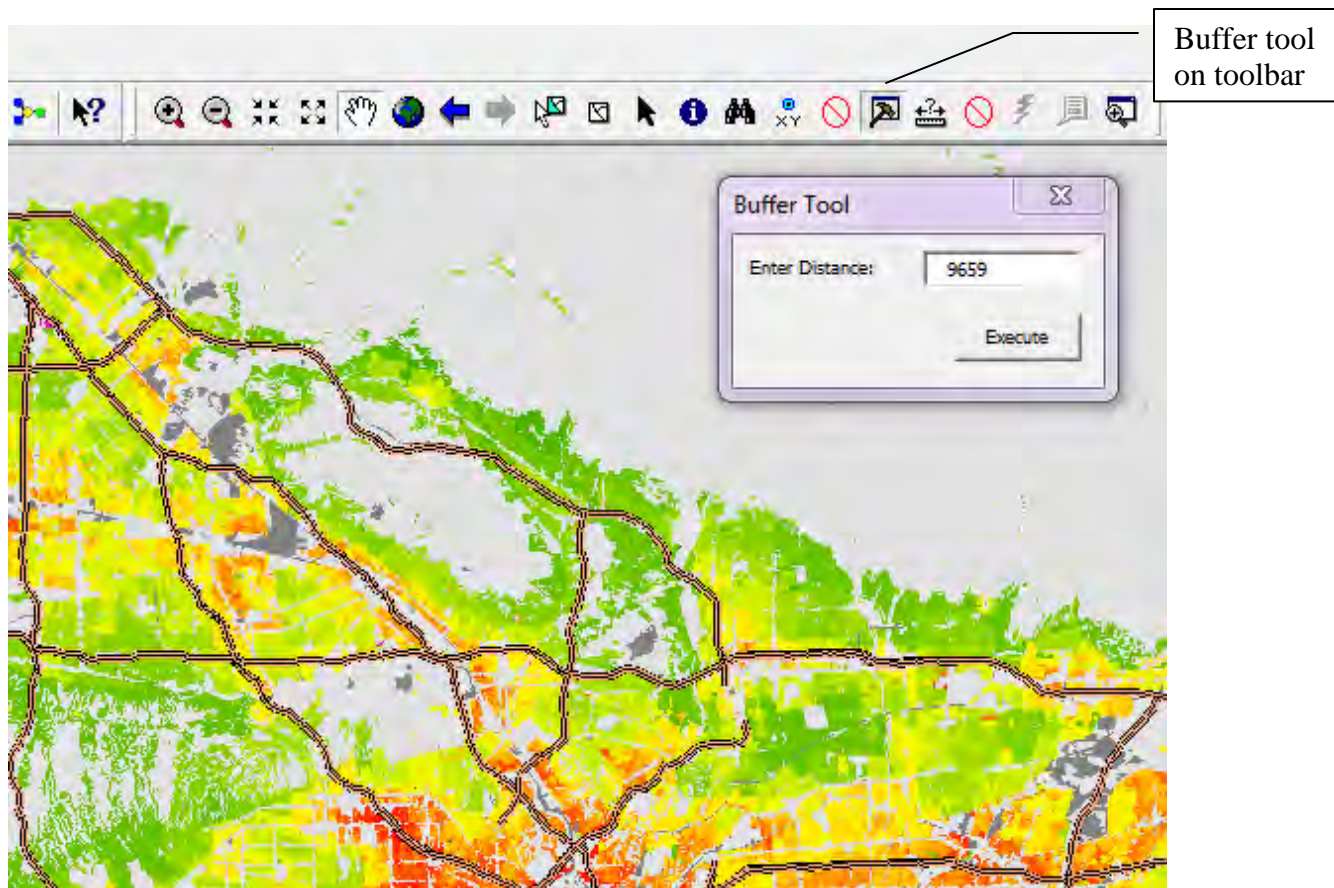 Buffer tool
on toolbar
?
XY
?
Buffer Tool
Enter Distance: 9659
Execute